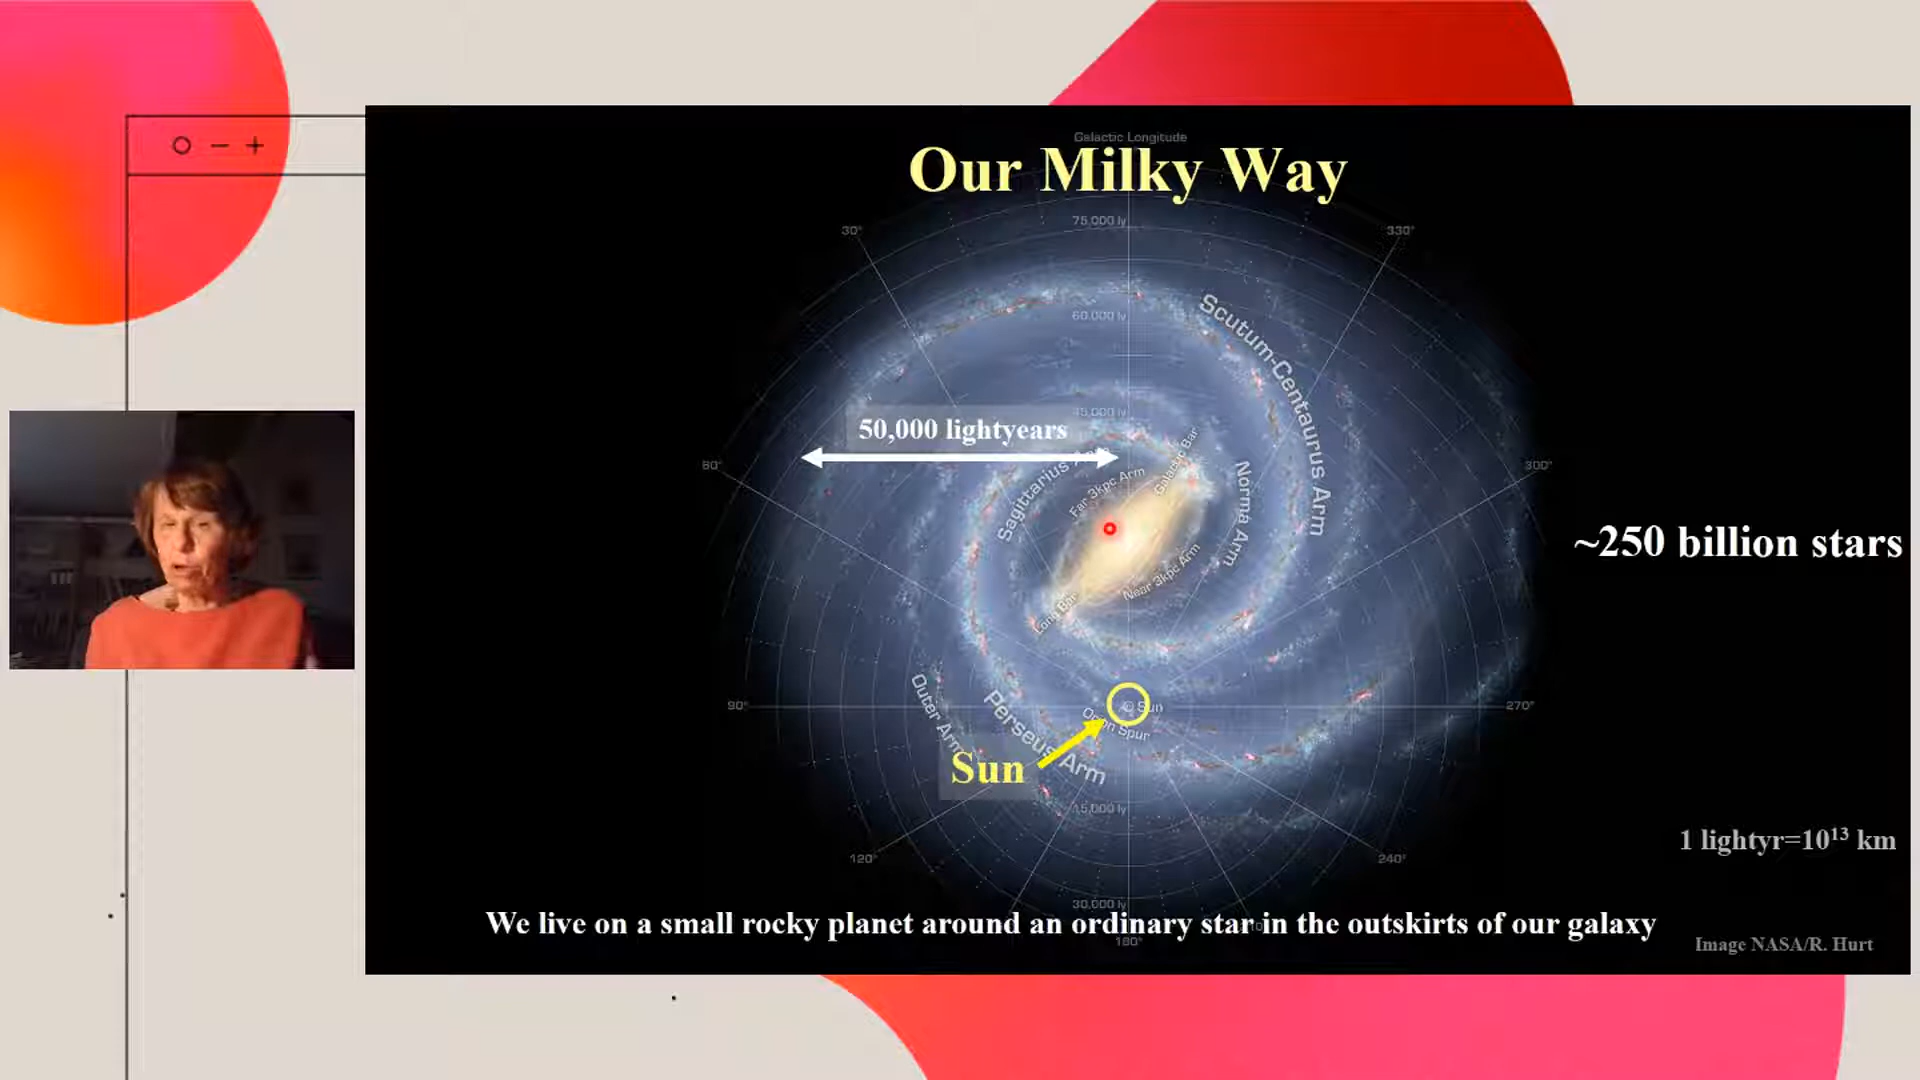 Galactic Longitude
Our Milky Way
75,000 ly
30°
330°
Scutum-Centaurus Arm
60,000 ly
45,000 ly
50,000 lightyears
Sagittarius
Far 3kpc Arm
Galactic Bar
Norma Arm
300°
~250 billion stars
Near 3kpc Arm
Long Bar
Outer Arm
Perseus Arm
90°
Sun
270°
Orion Spur
Sun
15,000 ly
1 lightyr=10¹³ km
120°
240°
30,000 ly
We live on a small rocky planet around an ordinary star in the outskirts of our galaxy
180°
Image NASA/R. Hurt